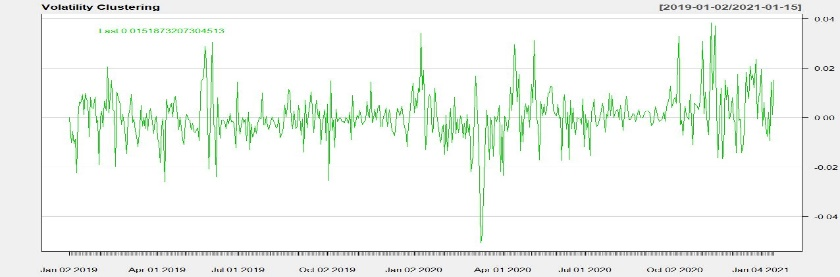 Volatility Clustering [2019-01-02/2021-01-15]
Last 0.0151873207304513
0.04
0.02
0.00
-0.02
-0.04
Jan 02 2019 Apr 01 2019 Jul 01 2019 Oct 02 2019 Jan 02 2020 Apr 01 2020 Jul 01 2020 Oct 02 2020 Jan 04 2021